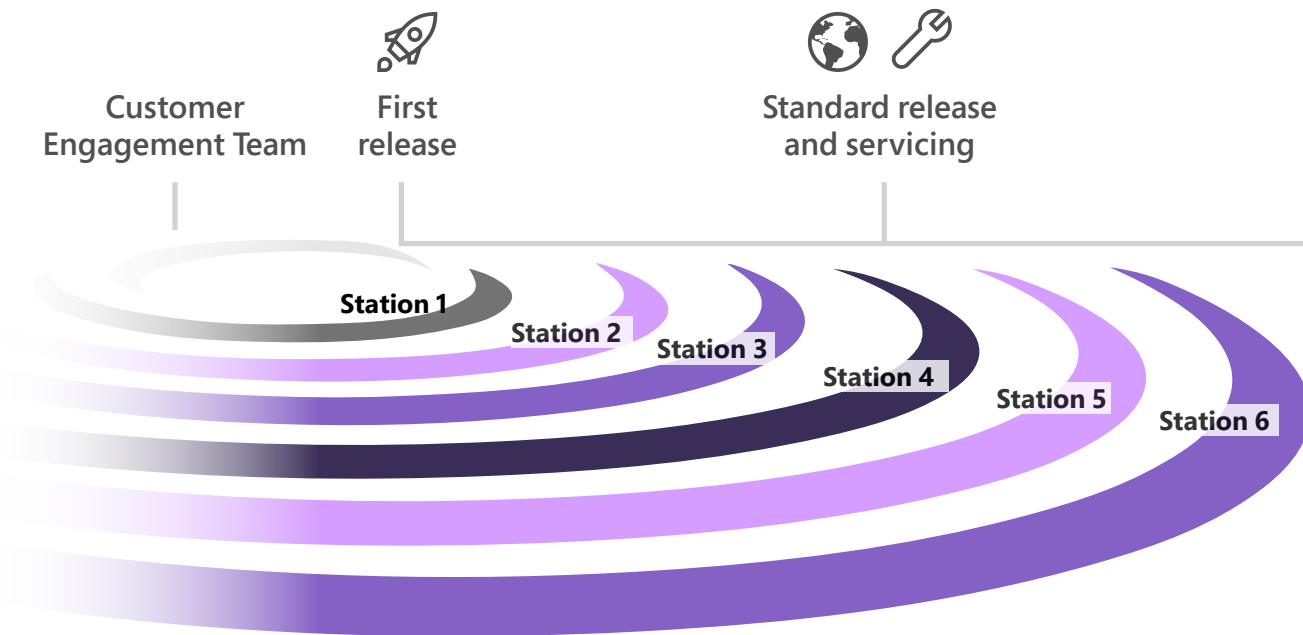 Customer
Engagement Team
First
release
Standard release
and servicing
Station 1
Station 2
Station 3
Station 4
Station 5
Station 6